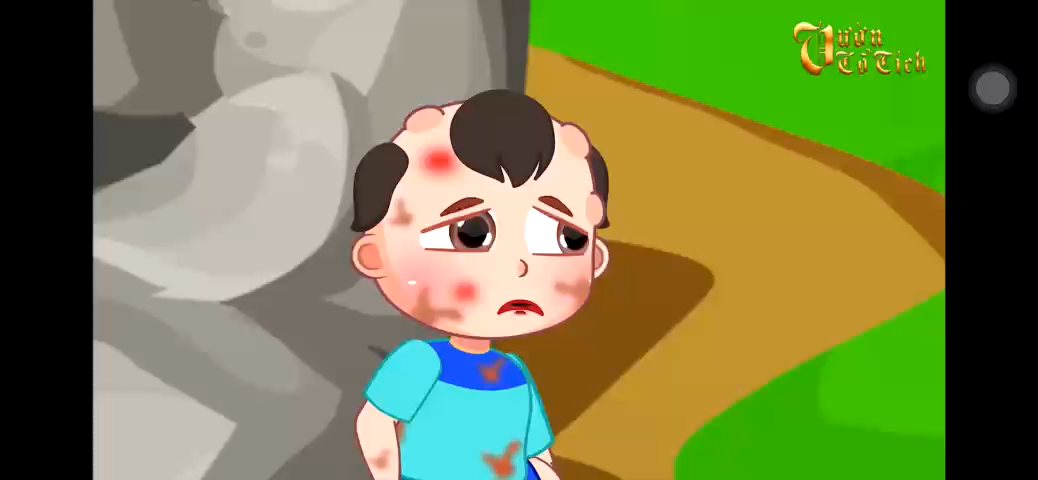 Vườn
Cổ Tích